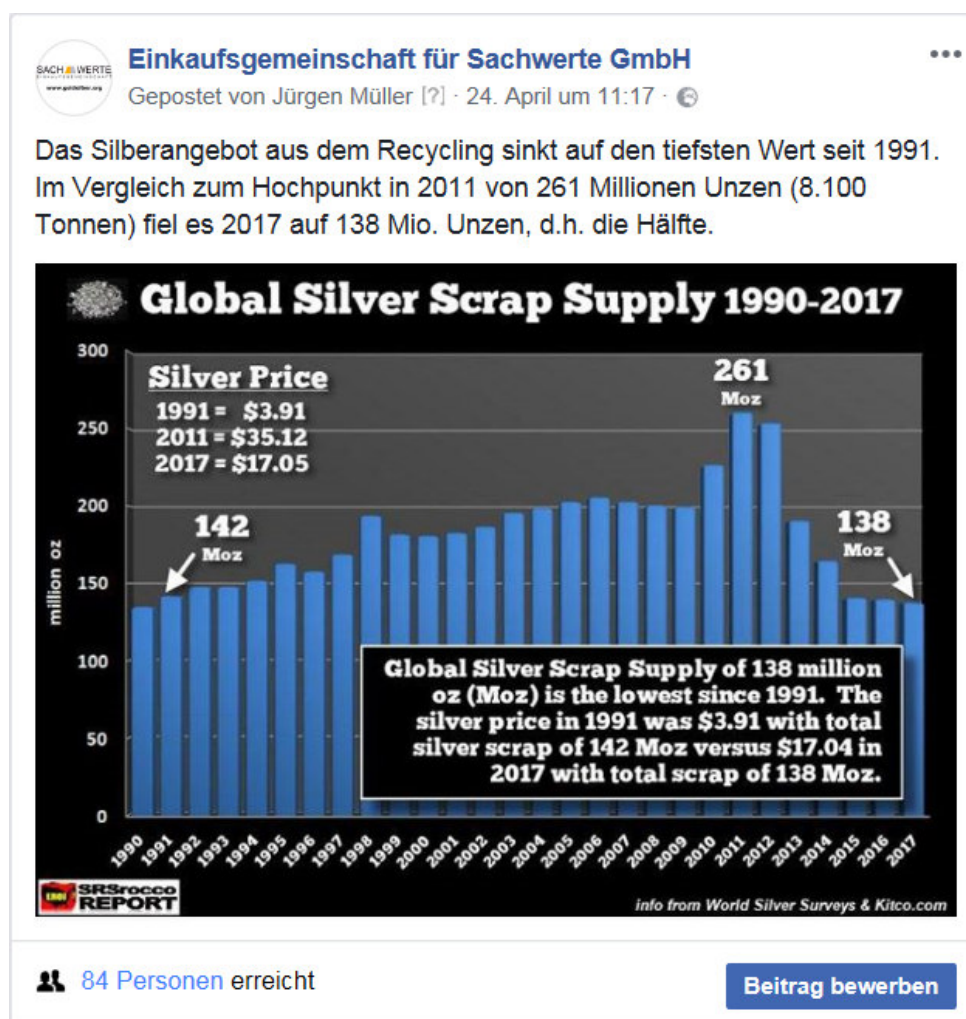 SACH WERTE
EINKAUFSGEMEINSCHAFT
www.goldsilber.org
Einkaufsgemeinschaft für Sachwerte GmbH
Gepostet von Jürgen Müller [?] · 24. April um 11:17 ·
Das Silberangebot aus dem Recycling sinkt auf den tiefsten Wert seit 1991.
Im Vergleich zum Hochpunkt in 2011 von 261 Millionen Unzen (8.100
Tonnen) fiel es 2017 auf 138 Mio. Unzen, d.h. die Hälfte.
Global Silver Scrap Supply 1990-2017
300
250
200
150
100
50
0
million oz
Silver Price
1991 = $3.91
2011 = $35.12
2017 = $17.05
142
Moz
261
Moz
138
Moz
Global Silver Scrap Supply of 138 million
oz (Moz) is the lowest since 1991. The
silver price in 1991 was $3.91 with total
silver scrap of 142 Moz versus $17.04 in
2017 with total scrap of 138 Moz.
1990 1991 1992 1993 1994 1995 1996 1997 1998 1999 2000 2001 2002 2003 2004 2005 2006 2007 2008 2009 2010 2011 2012 2013 2014 2015 2016 2017
SRSrocco
REPORT
info from World Silver Surveys & Kitco.com
84 Personen erreicht
Beitrag bewerben